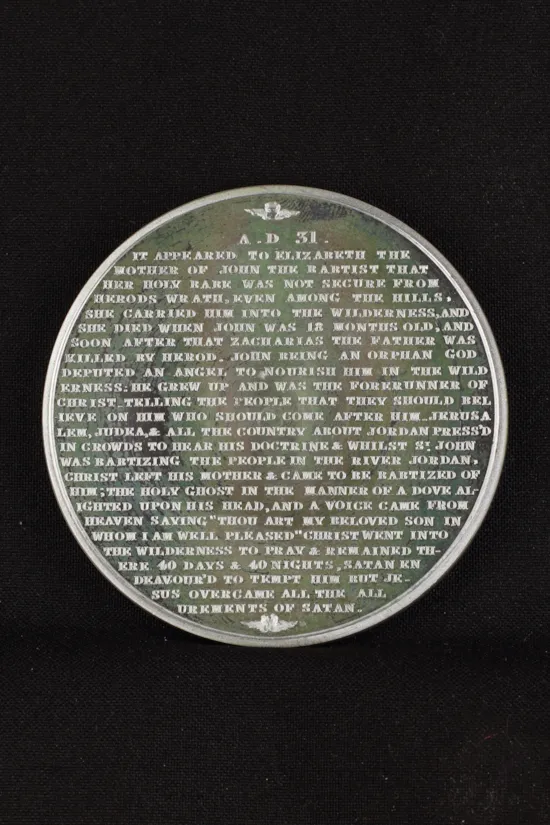 A.D 31.
IT APPEARED TO ELIZABETH THE
MOTHER OF JOHN THE BABTIST THAT
HER HOLY BABE WAS NOT SECURE FROM
HERODS WRATH, EVEN AMONG THE HILLS,
SHE CARRIED HIM INTO THE WILDERNESS, AND
SHE DIED WHEN JOHN WAS 18 MONTHS OLD, AND
SOON AFTER THAT ZACHARIAS THE FATHER WAS
KILLED BY HEROD. JOHN BEING AN ORPHAN GOD
DEPUTED AN ANGEL TO NOURISH HIM IN THE WILD
ERNESS: HE GREW UP AND WAS THE FORERUNNER OF
CHRIST_TELLING THE PEOPLE THAT THEY SHOULD BEL
IEVE ON HIM WHO SHOULD COME AFTER HIM_JERUSA
LEM, JUDEA, & ALL THE COUNTRY ABOUT JORDAN PRESS'D
IN CROWDS TO HEAR HIS DOCTRINE & WHILST ST JOHN
WAS BABTIZING THE PEOPLE IN THE RIVER JORDAN,
CHRIST LEFT HIS MOTHER & CAME TO BE BABTIZED OF
HIM; THE HOLY GHOST IN THE MANNER OF A DOVE AL-
IGHTED UPON HIS HEAD, AND A VOICE CAME FROM
HEAVEN SAYING "THOU ART MY BELOVED SON IN
WHOM I AM WELL PLEASED" CHRIST WENT INTO
THE WILDERNESS TO PRAY & REMAINED TH-
ERE 40 DAYS & 40 NIGHTS, SATAN EN
DEAVOUR'D TO TEMPT HIM BUT JE-
SUS OVERCAME ALL THE ALL
UREMENTS OF SATAN_